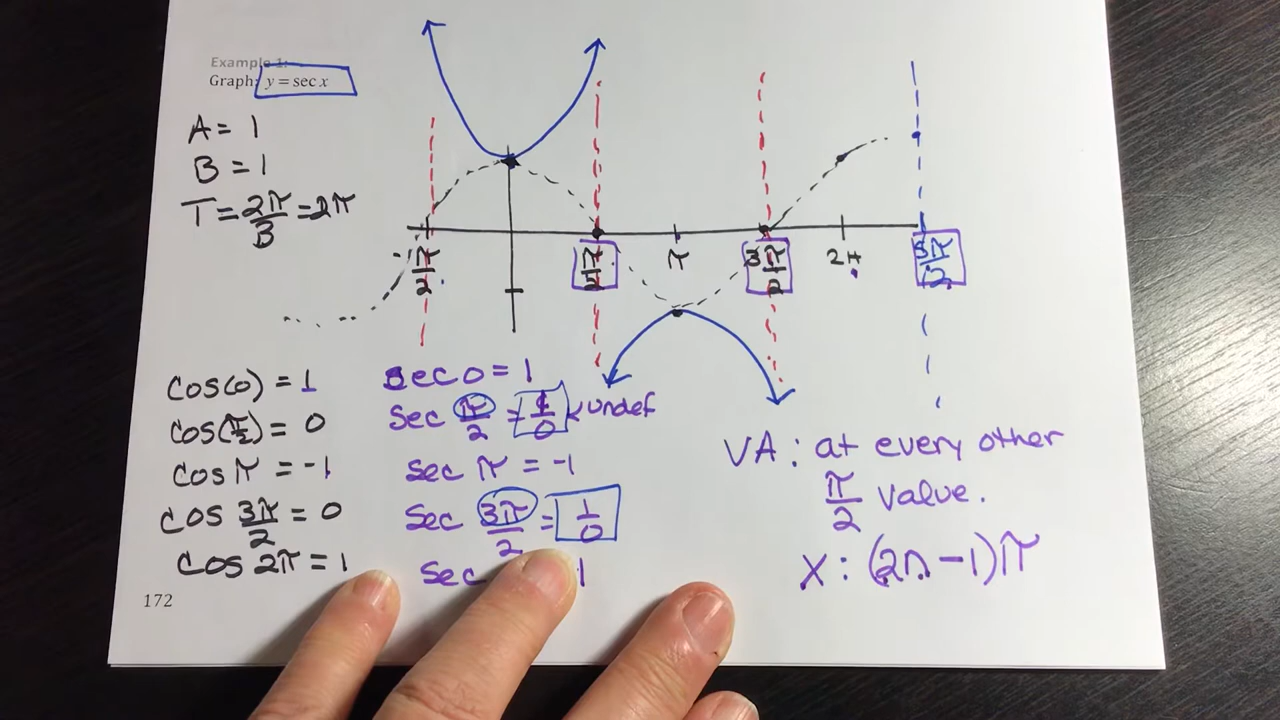 Example 1:
Graph: y = sec x
A = 1
B = 1
T = 2π/B = 2π
-π/2
π/2
π
3π/2
2π
5π/2
cos(0) = 1
cos(π/2) = 0
cos π = -1
cos 3π/2 = 0
cos 2π = 1
sec 0 = 1
sec π/2 = 1/0 < undef
sec π = -1
sec 3π/2 = 1/0
sec 1
VA: at every other
π/2 value.
x: (2n-1)π
172